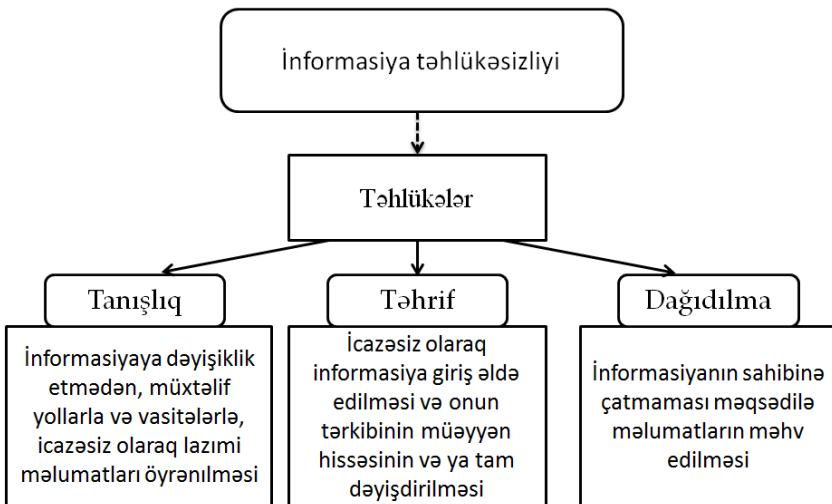 İnformasiya təhlükəsizliyi
Təhlükələr
Tanışlıq
İnformasiyaya dəyişiklik
etmədən, müxtəlif
yollarla və vasitələrlə,
icazəsiz olaraq lazımi
məlumatları öyrənılməsi
Təhrif
İcazəsiz olaraq
informasiya giriş əldə
edilməsi və onun
tərkibinin müəyyən
hissəsinin və ya tam
dəyişdirilməsi
Dağıdılma
İnformasiyanın sahibinə
çatmaması məqsədilə
məlumatların məhv
edilməsi